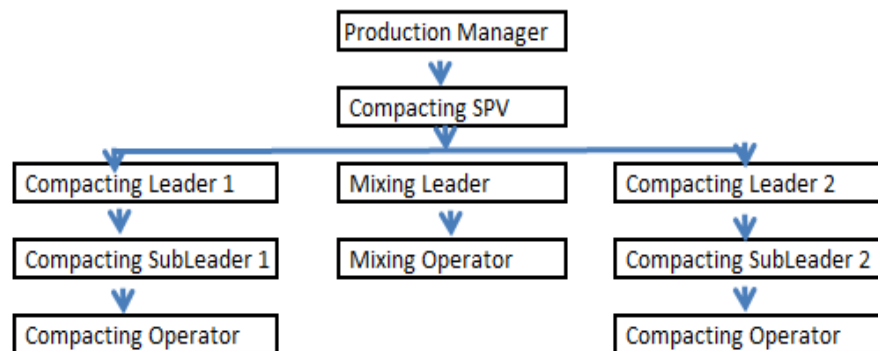 Production Manager
Compacting SPV
Compacting Leader 1
Mixing Leader
Compacting Leader 2
Compacting SubLeader 1
Mixing Operator
Compacting SubLeader 2
Compacting Operator
Compacting Operator